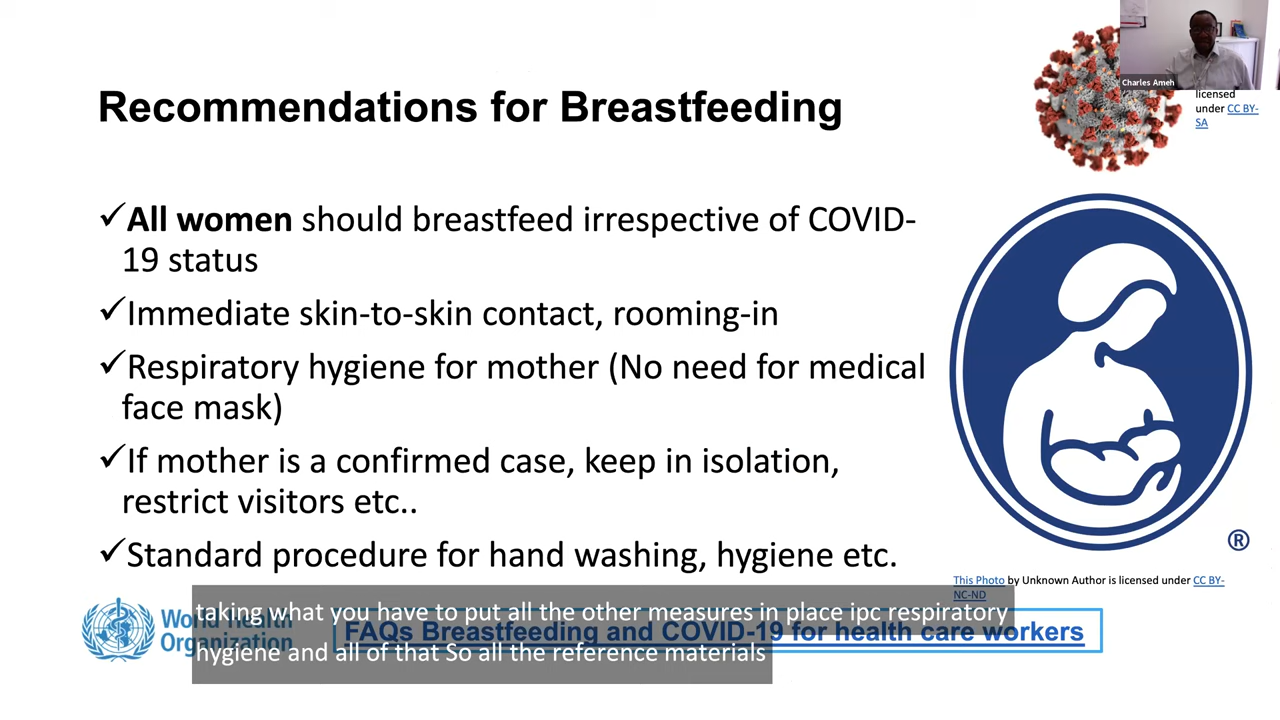 Charles Ameh
licensed
under CC BY-
SA
Recommendations for Breastfeeding
✓All women should breastfeed irrespective of COVID-
19 status
✓Immediate skin-to-skin contact, rooming-in
✓Respiratory hygiene for mother (No need for medical
face mask)
✓If mother is a confirmed case, keep in isolation,
restrict visitors etc..
✓Standard procedure for hand washing, hygiene etc.
®
This Photo by Unknown Author is licensed under CC BY-
NC-ND
World Health
Organization
FAQs Breastfeeding and COVID-19 for health care workers
taking what you have to put all the other measures in place ipc respiratory
hygiene and all of that So all the reference materials